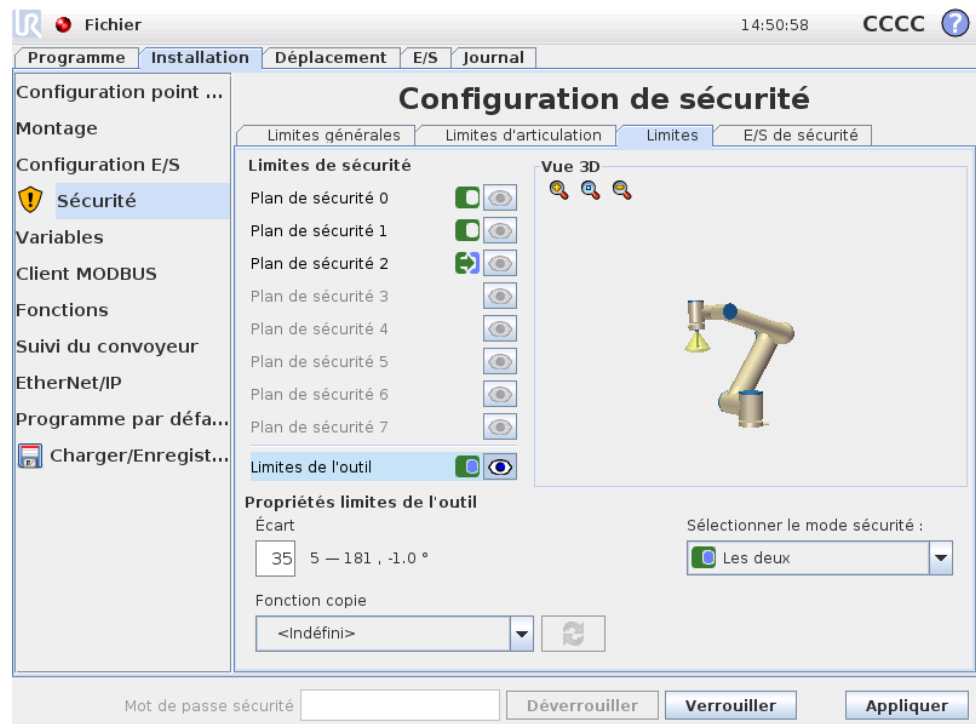 UR Fichier 14:50:58 CCCC ?
Programme Installation Déplacement E/S Journal
Configuration point ...
Montage
Configuration E/S
Sécurité
Variables
Client MODBUS
Fonctions
Suivi du convoyeur
EtherNet/IP
Programme par défa...
Charger/Enregist...
Configuration de sécurité
Limites générales Limites d'articulation Limites E/S de sécurité
Limites de sécurité
Plan de sécurité 0
Plan de sécurité 1
Plan de sécurité 2
Plan de sécurité 3
Plan de sécurité 4
Plan de sécurité 5
Plan de sécurité 6
Plan de sécurité 7
Limites de l'outil
Vue 3D
Propriétés limites de l'outil
Écart
35 5 — 181 , -1.0 °
Sélectionner le mode sécurité :
Les deux
Fonction copie
<Indéfini>
Mot de passe sécurité Déverrouiller Verrouiller Appliquer